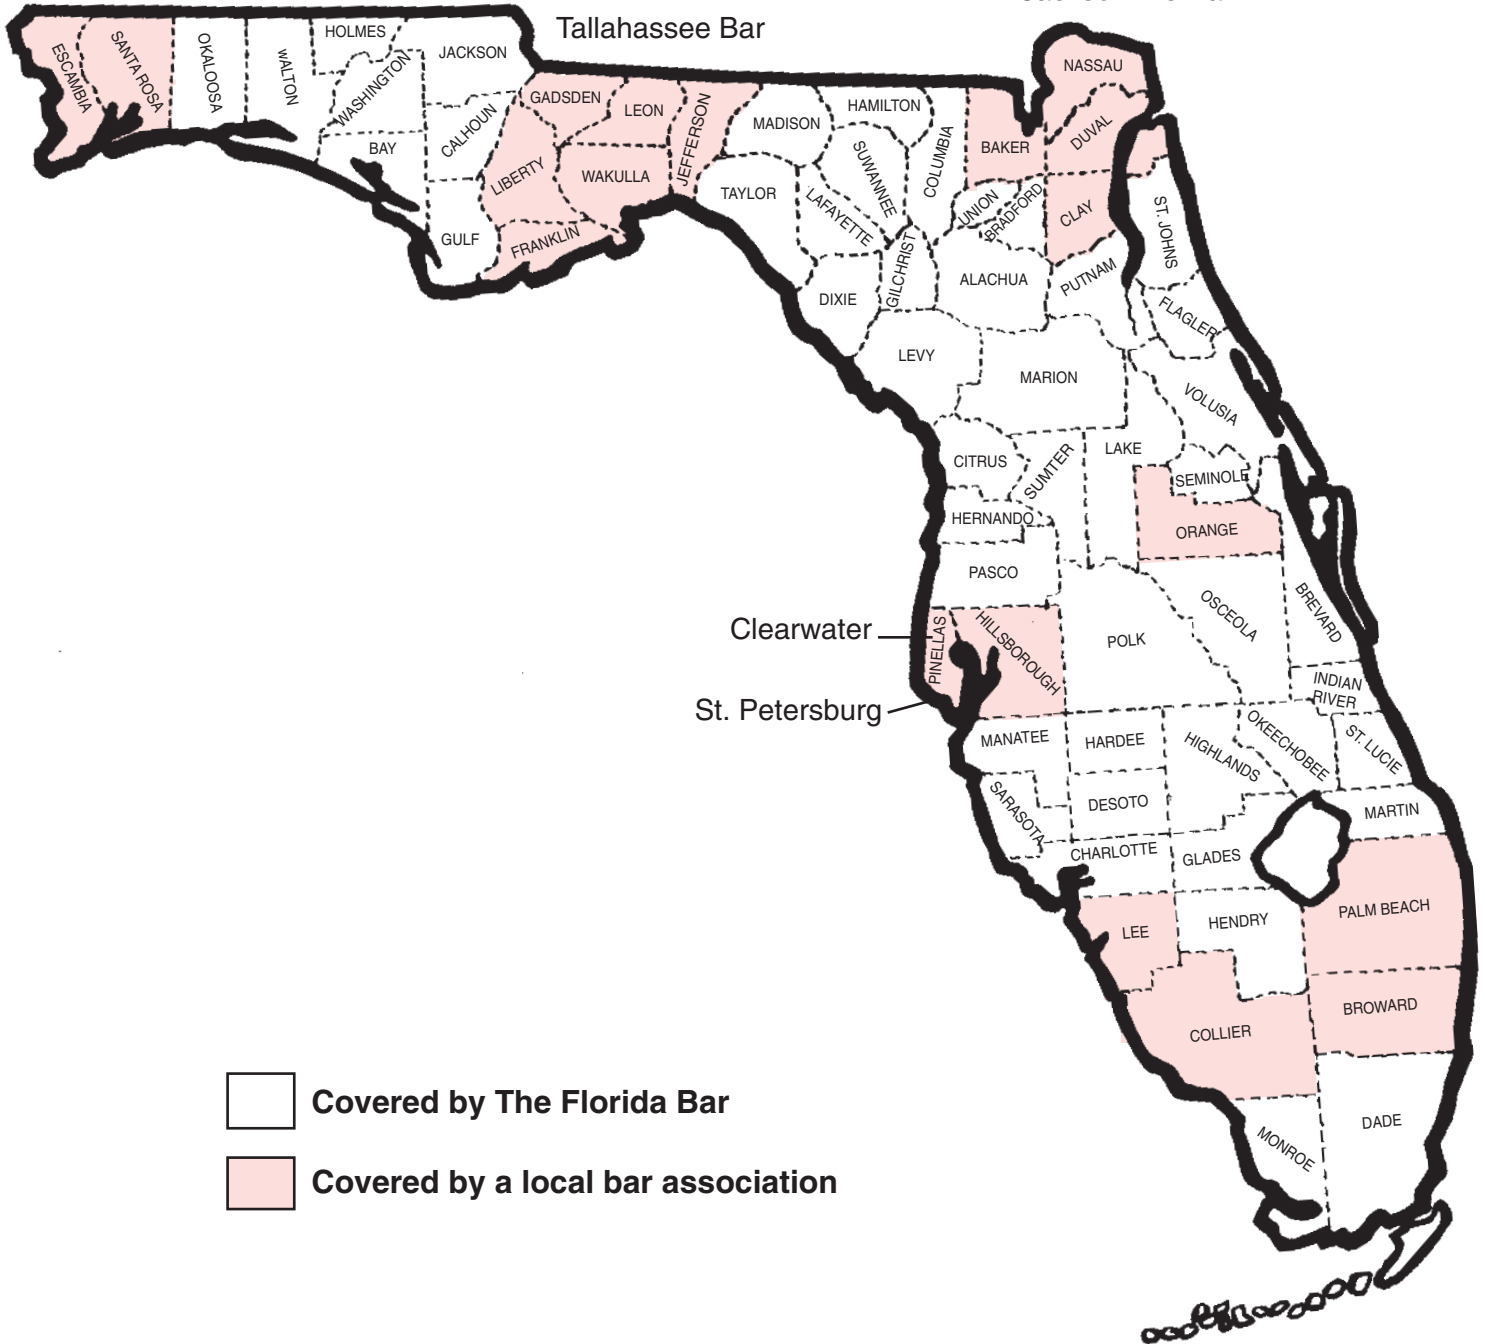 Tallahassee Bar
ESCAMBIA
SANTA ROSA
OKALOOSA
WALTON
HOLMES
WASHINGTON
JACKSON
BAY
CALHOUN
GULF
GADSDEN
LIBERTY
FRANKLIN
LEON
WAKULLA
JEFFERSON
MADISON
TAYLOR
HAMILTON
SUWANNEE
LAFAYETTE
COLUMBIA
DIXIE
GILCHRIST
BAKER
NASSAU
DUVAL
UNION
BRADFORD
CLAY
ST. JOHNS
ALACHUA
PUTNAM
FLAGLER
LEVY
MARION
VOLUSIA
CITRUS
SUMTER
LAKE
SEMINOLE
HERNANDO
ORANGE
PASCO
OSCEOLA
BREVARD
Clearwater
PINELLAS
HILLSBOROUGH
POLK
St. Petersburg
INDIAN
RIVER
MANATEE
HARDEE
HIGHLANDS
OKEECHOBEE
ST. LUCIE
SARASOTA
DESOTO
MARTIN
CHARLOTTE
GLADES
LEE
HENDRY
PALM BEACH
COLLIER
BROWARD
MONROE
DADE
Covered by The Florida Bar
Covered by a local bar association